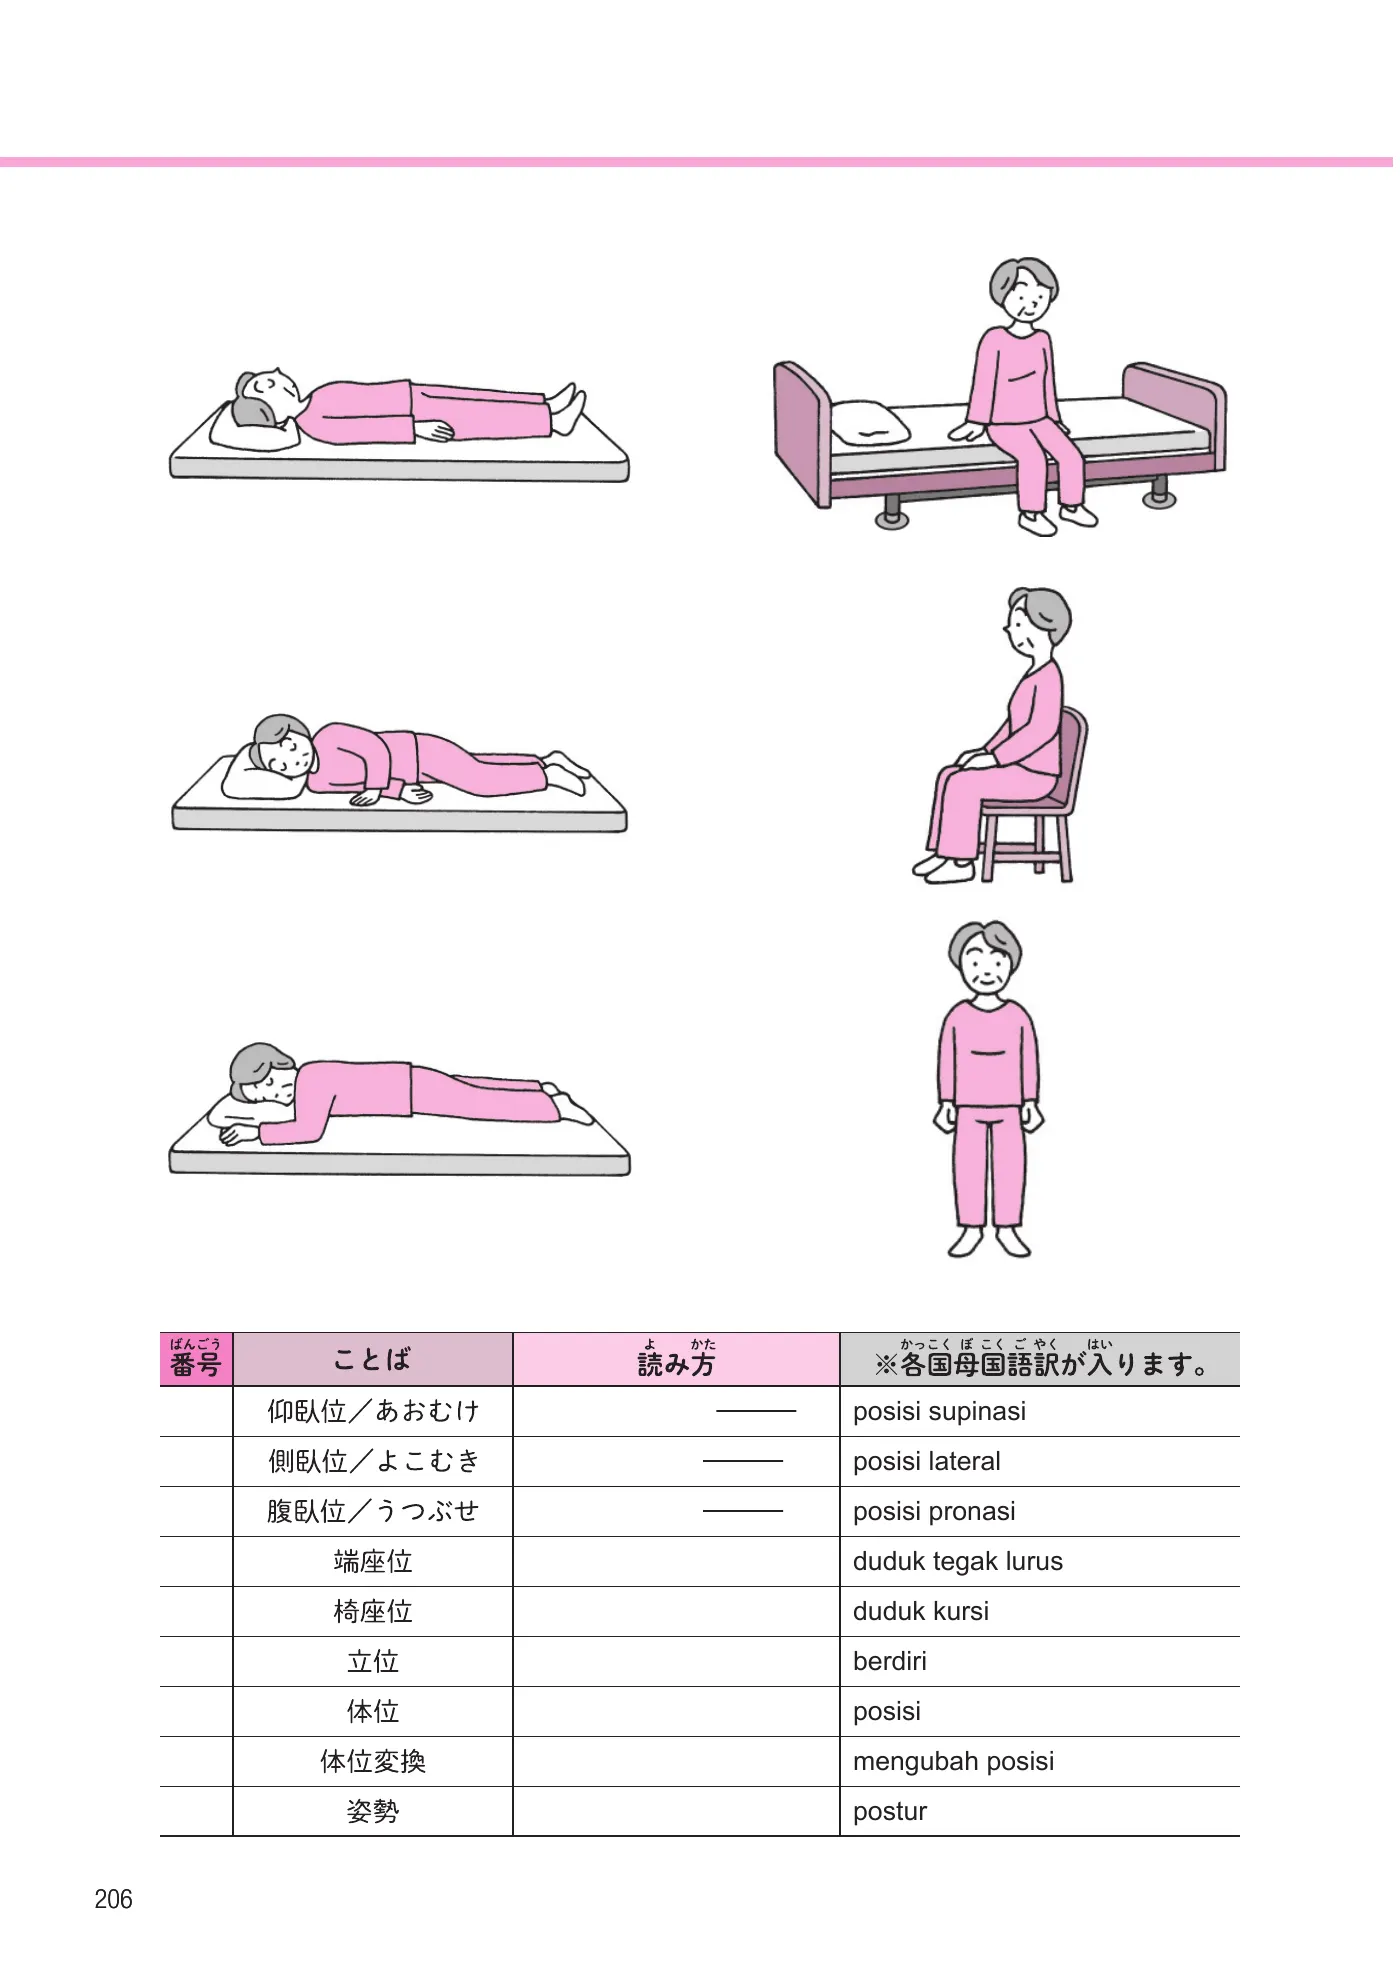 ばんごう
番号 ことば
よ かた
読み方
かっこく ぼ こく ご やく はい
※各国母国語訳が入ります。
仰臥位／あおむけ ――― posisi supinasi
側臥位／よこむき ――― posisi lateral
腹臥位／うつぶせ ――― posisi pronasi
端座位 duduk tegak lurus
椅座位 duduk kursi
立位 berdiri
体位 posisi
体位変換 mengubah posisi
姿勢 postur
206